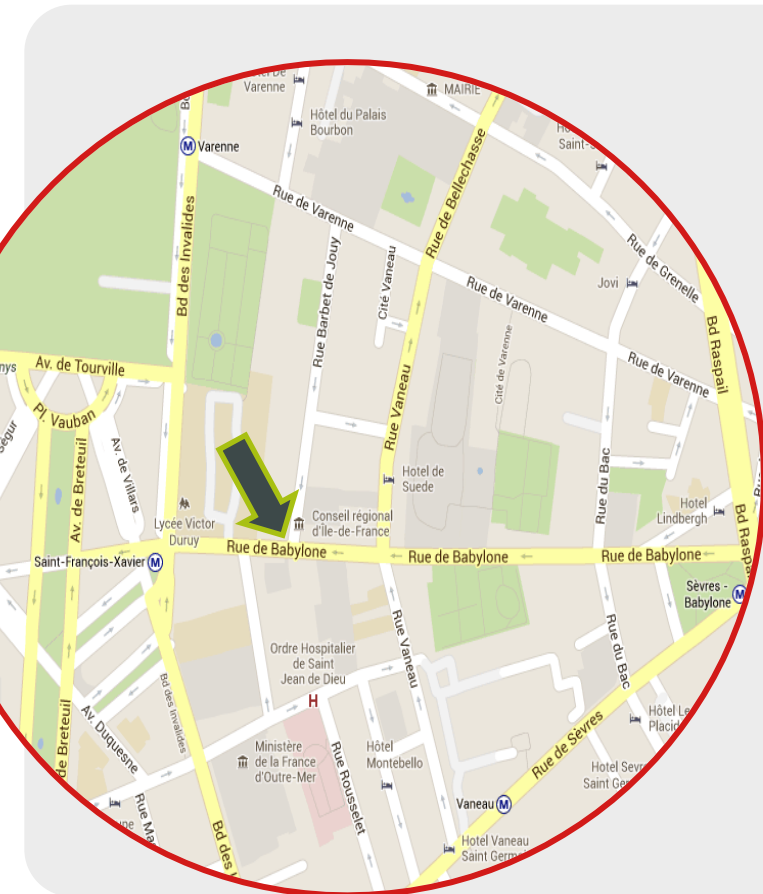 Varenne
MAIRIE
Hôtel du Palais
Bourbon
Varenne
Rue de Varenne
Rue de Bellechasse
Rue de Grenelle
Jovi
Bd des Invalides
Rue Barbet de Jouy
Cité Vaneau
Rue de Varenne
Cité de Varenne
Bd Raspail
Rue de Varenne
Av. de Tourville
Pl. Vauban
Av. de Breteuil
Av. de Villars
Rue Vaneau
Hotel de
Suede
Rue du Bac
Hotel
Lindbergh
Lycée Victor
Duruy
Conseil régional
d'Île-de-France
Saint-François-Xavier
Rue de Babylone
Rue de Babylone
Rue de Babylone
Sèvres -
Babylone
Ordre Hospitalier
de Saint
Jean de Dieu
H
Rue Vaneau
Rue du Bac
Bd des Invalides
Av. Duquesne
de Breteuil
Ministère
de la France
d'Outre-Mer
Rue Rousselet
Hôtel
Montebello
Rue de Sèvres
Vaneau
Hotel Vaneau